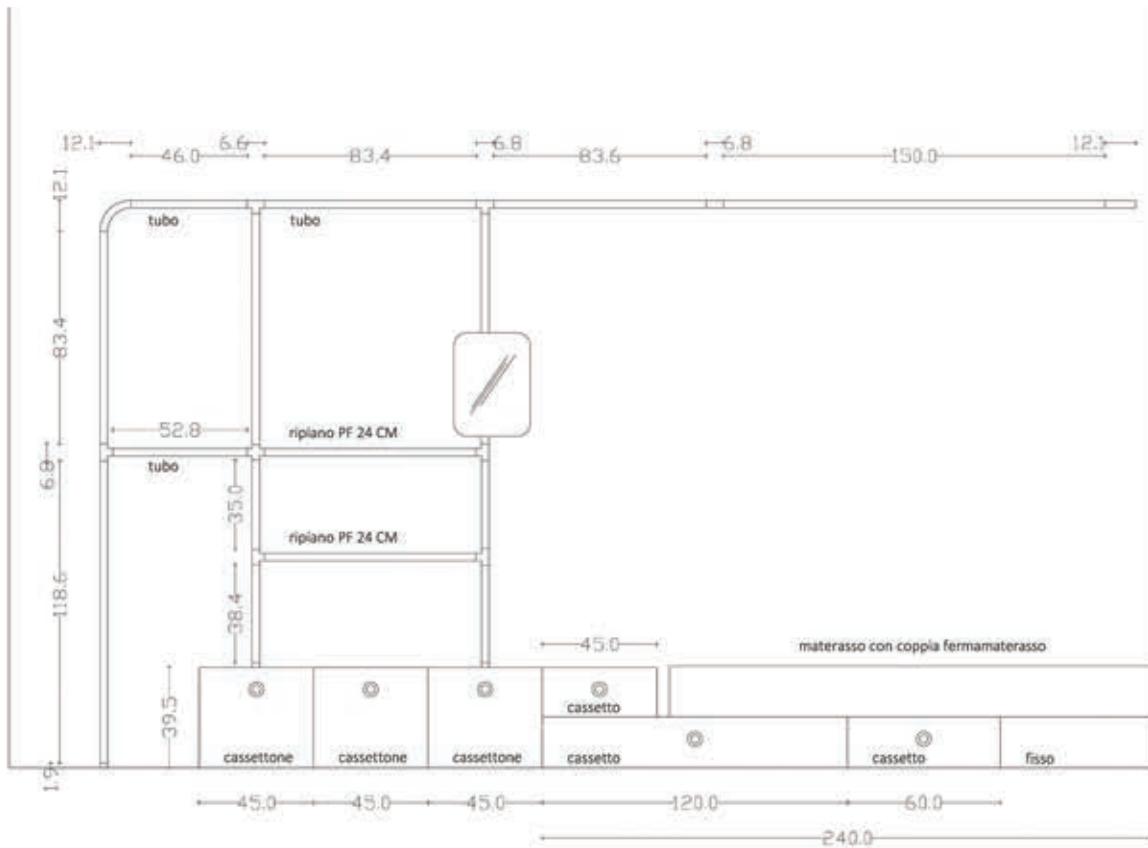 12.1 6.6 6.8 6.8 12.1
46.0 83.4 83.6 150.0
12.1
tubo tubo
83.4
52.8 ripiano PF 24 CM
tubo
6.8
35.0
ripiano PF 24 CM
118.6
38.4
45.0 materasso con coppia fermamaterasso
39.5
cassetto
cassettone cassettone cassettone cassetto cassetto fisso
1.9
45.0 45.0 45.0 120.0 60.0
240.0